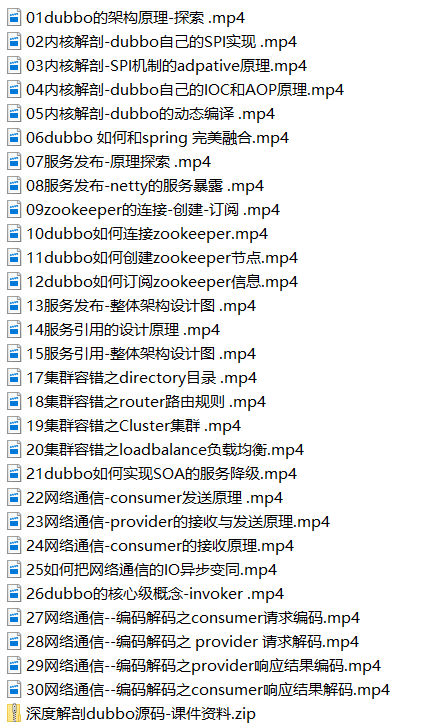 01dubbo的架构原理-探索 .mp4
02内核解剖-dubbo自己的SPI实现 .mp4
03内核解剖-SPI机制的adpative原理.mp4
04内核解剖-dubbo自己的IOC和AOP原理.mp4
05内核解剖-dubbo的动态编译 .mp4
06dubbo 如何和spring 完美融合.mp4
07服务发布-原理探索 .mp4
08服务发布-netty的服务暴露 .mp4
09zookeeper的连接-创建-订阅 .mp4
10dubbo如何连接zookeeper.mp4
11dubbo如何创建zookeeper节点.mp4
12dubbo如何订阅zookeeper信息.mp4
13服务发布-整体架构设计图 .mp4
14服务引用的设计原理 .mp4
15服务引用-整体架构设计图 .mp4
17集群容错之directory目录 .mp4
18集群容错之router路由规则 .mp4
19集群容错之Cluster集群 .mp4
20集群容错之loadbalance负载均衡.mp4
21dubbo如何实现SOA的服务降级.mp4
22网络通信-consumer发送原理 .mp4
23网络通信-provider的接收与发送原理.mp4
24网络通信-consumer的接收原理.mp4
25如何把网络通信的IO异步变同.mp4
26dubbo的核心级概念-invoker .mp4
27网络通信--编码解码之consumer请求编码.mp4
28网络通信--编码解码之 provider 请求解码.mp4
29网络通信--编码解码之provider响应结果编码.mp4
30网络通信--编码解码之consumer响应结果解码.mp4
深度解剖dubbo源码-课件资料.zip